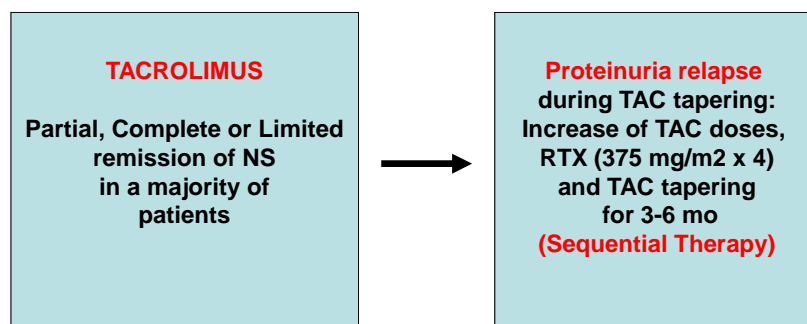 TACROLIMUS
Partial, Complete or Limited
remission of NS
in a majority of
patients
Proteinuria relapse
during TAC tapering:
Increase of TAC doses,
RTX (375 mg/m2 x 4)
and TAC tapering
for 3-6 mo
(Sequential Therapy)